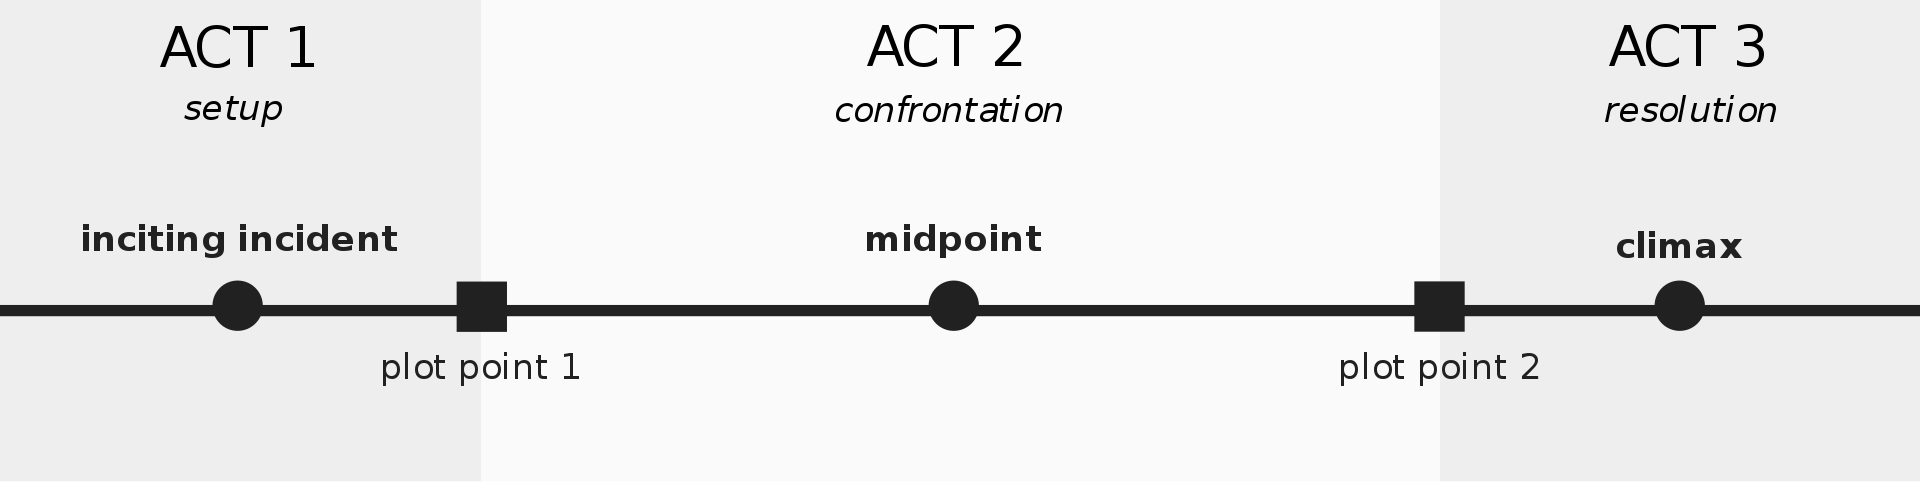 ACT 1
setup
inciting incident
plot point 1
ACT 2
confrontation
midpoint
plot point 2
ACT 3
resolution
climax